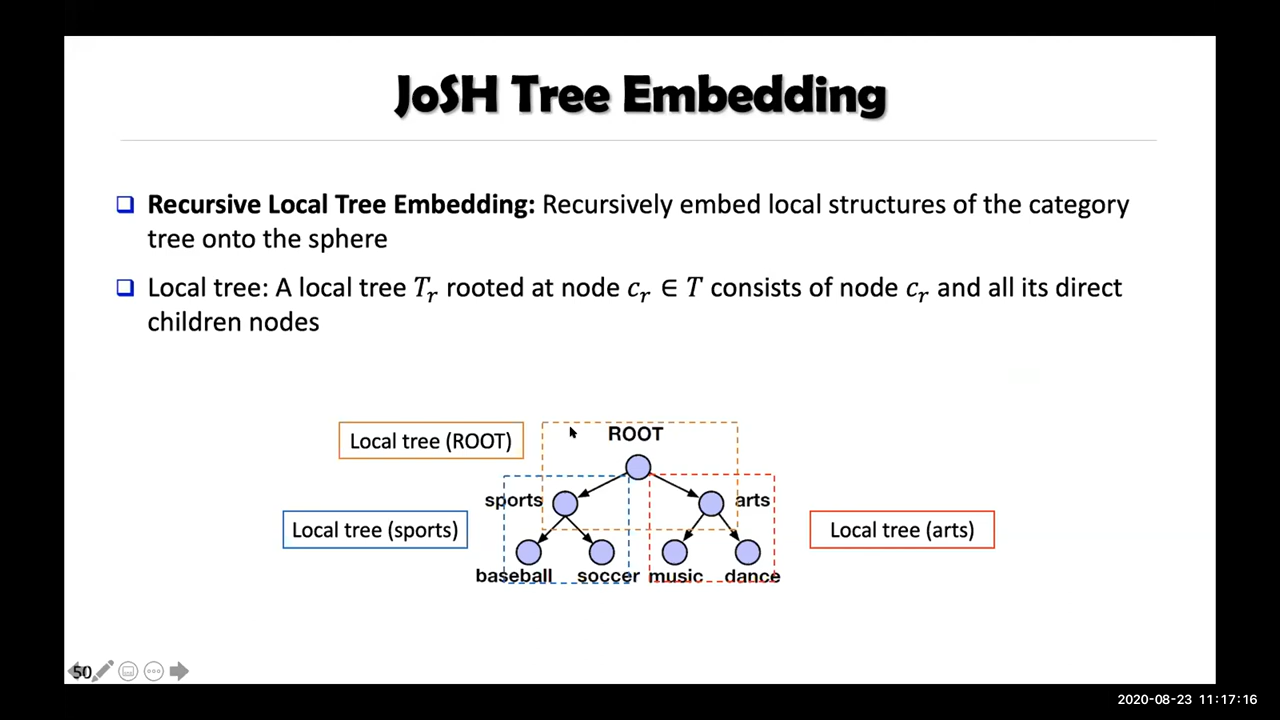 JoSH Tree Embedding
❑ Recursive Local Tree Embedding: Recursively embed local structures of the category
tree onto the sphere
❑ Local tree: A local tree 𝑇𝑟 rooted at node 𝑐𝑟 ∈ 𝑇 consists of node 𝑐𝑟 and all its direct
children nodes
Local tree (ROOT)
ROOT
sports
arts
Local tree (sports)
Local tree (arts)
baseball soccer music dance
50
2020-08-23 11:17:16